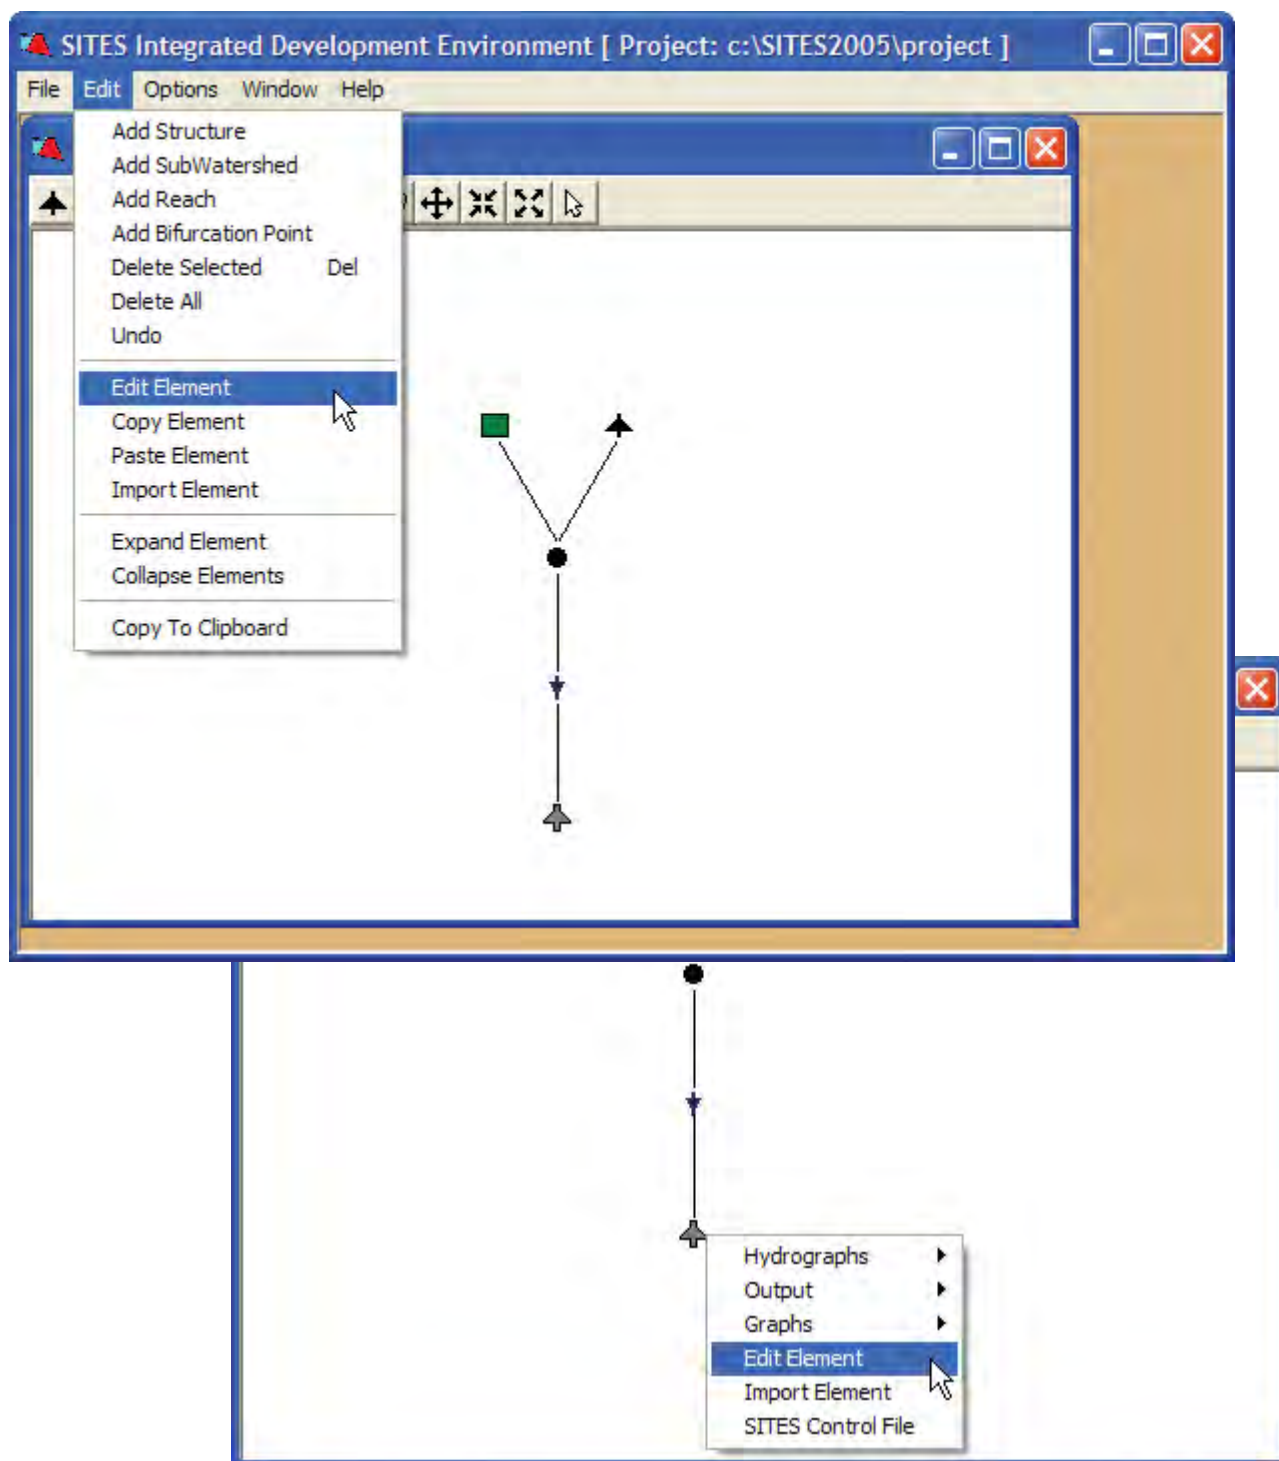 SITES Integrated Development Environment [ Project: c:\SITES2005\project ]
File Edit Options Window Help
Add Structure
Add SubWatershed
Add Reach
Add Bifurcation Point
Delete Selected Del
Delete All
Undo
Edit Element
Copy Element
Paste Element
Import Element
Expand Element
Collapse Elements
Copy To Clipboard
Hydrographs
Output
Graphs
Edit Element
Import Element
SITES Control File